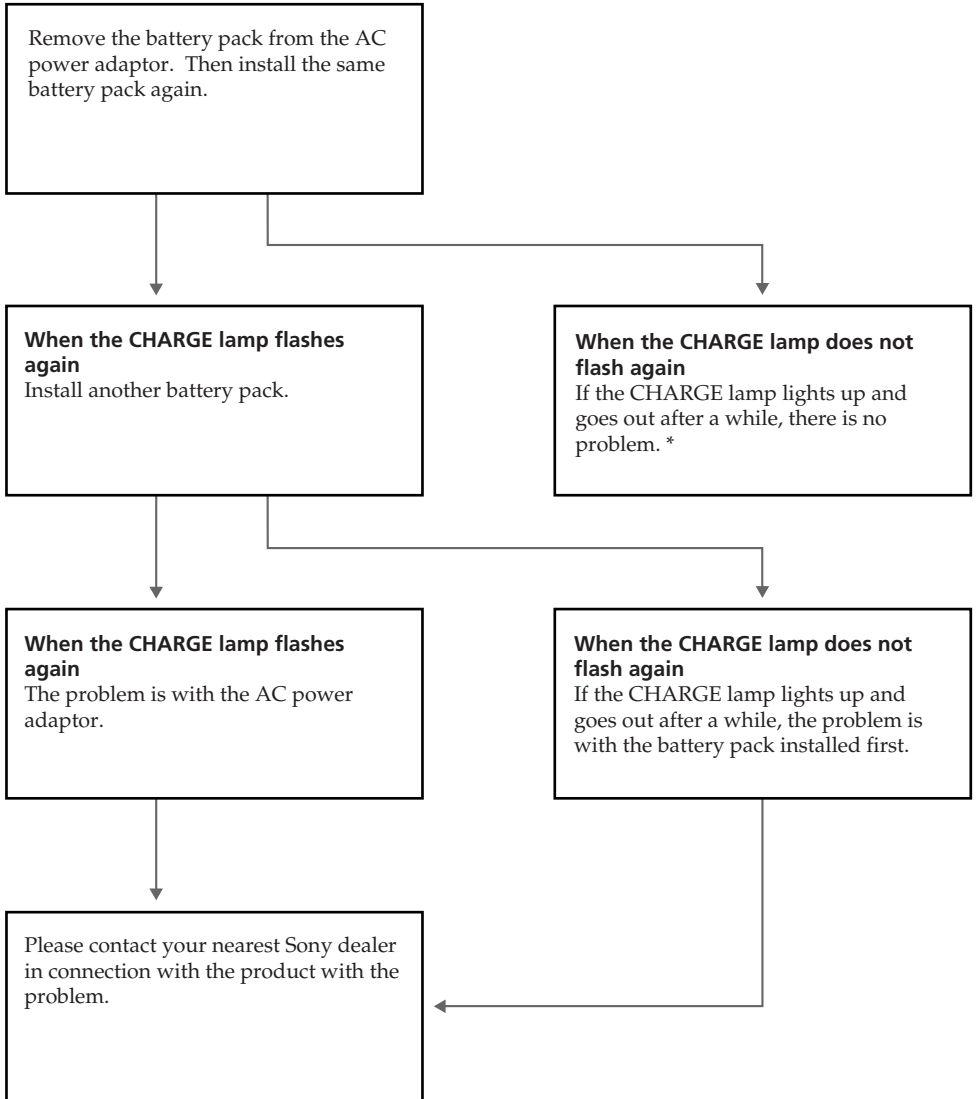 Remove the battery pack from the AC
power adaptor.  Then install the same
battery pack again.
When the CHARGE lamp flashes
again
Install another battery pack.
When the CHARGE lamp does not
flash again
If the CHARGE lamp lights up and
goes out after a while, there is no
problem. *
When the CHARGE lamp flashes
again
The problem is with the AC power
adaptor.
When the CHARGE lamp does not
flash again
If the CHARGE lamp lights up and
goes out after a while, the problem is
with the battery pack installed first.
Please contact your nearest Sony dealer
in connection with the product with the
problem.